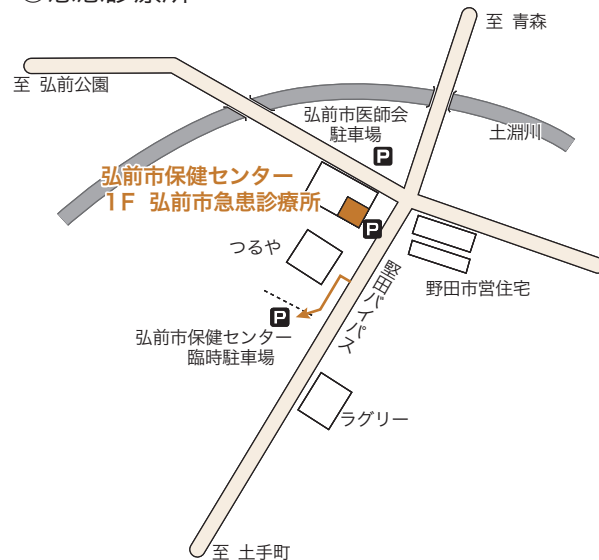 至 青森
至 弘前公園
弘前市医師会
駐車場
土淵川
P
弘前市保健センター
1F 弘前市急患診療所
P
つるや
堅田バイパス
野田市営住宅
P
弘前市保健センター
臨時駐車場
ラグリー
至 土手町